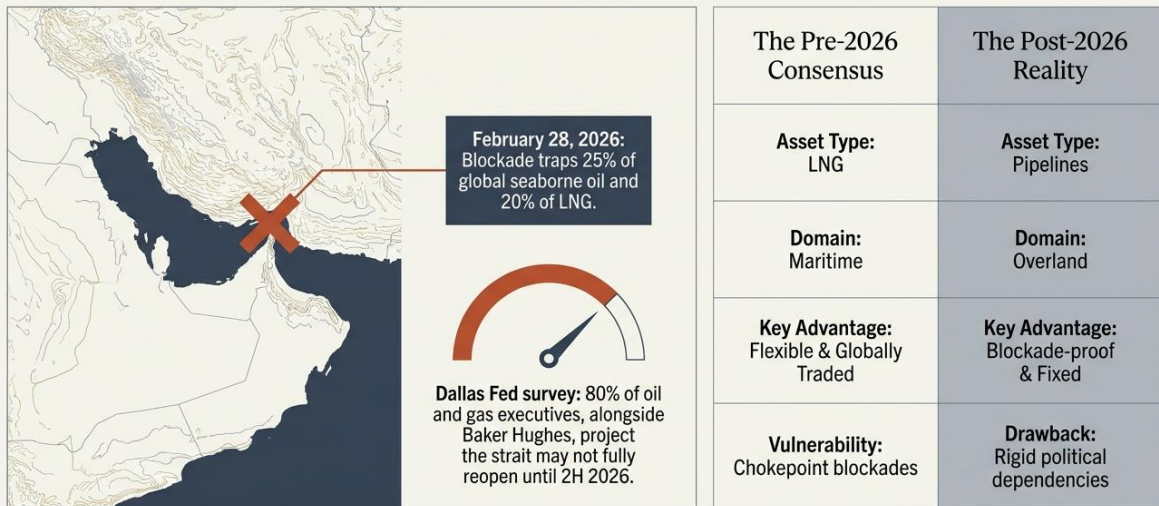 February 28, 2026:
Blockade traps 25% of
global seaborne oil and
20% of LNG.
Dallas Fed survey: 80% of oil
and gas executives, alongside
Baker Hughes, project
the strait may not fully
reopen until 2H 2026.
The Pre-2026
Consensus
The Post-2026
Reality
Asset Type:
LNG
Asset Type:
Pipelines
Domain:
Maritime
Domain:
Overland
Key Advantage:
Flexible & Globally
Traded
Key Advantage:
Blockade-proof
& Fixed
Vulnerability:
Chokepoint blockades
Drawback:
Rigid political
dependencies